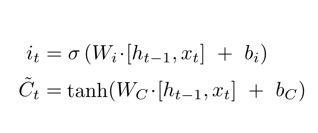 i_t = σ (W_i·[h_{t−1}, x_t] + b_i)
C̃_t = tanh(W_C·[h_{t−1}, x_t] + b_C)